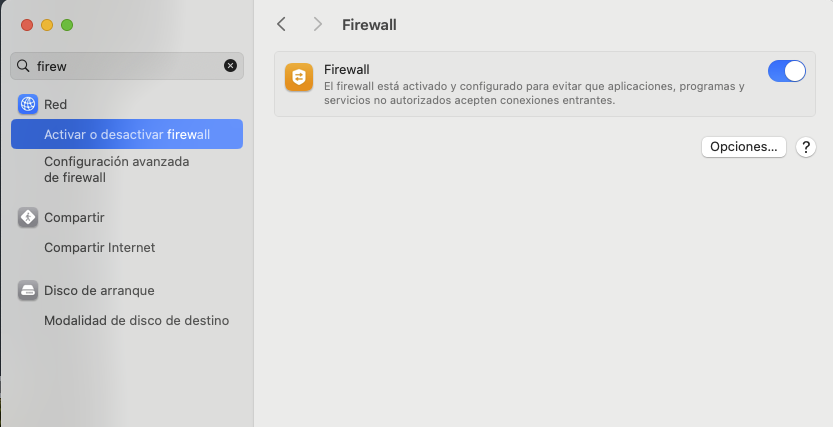 Firewall
firew
Firewall
El firewall está activado y configurado para evitar que aplicaciones, programas y
servicios no autorizados acepten conexiones entrantes.
Red
Activar o desactivar firewall
Opciones...
?
Configuración avanzada
de firewall
Compartir
Compartir Internet
Disco de arranque
Modalidad de disco de destino